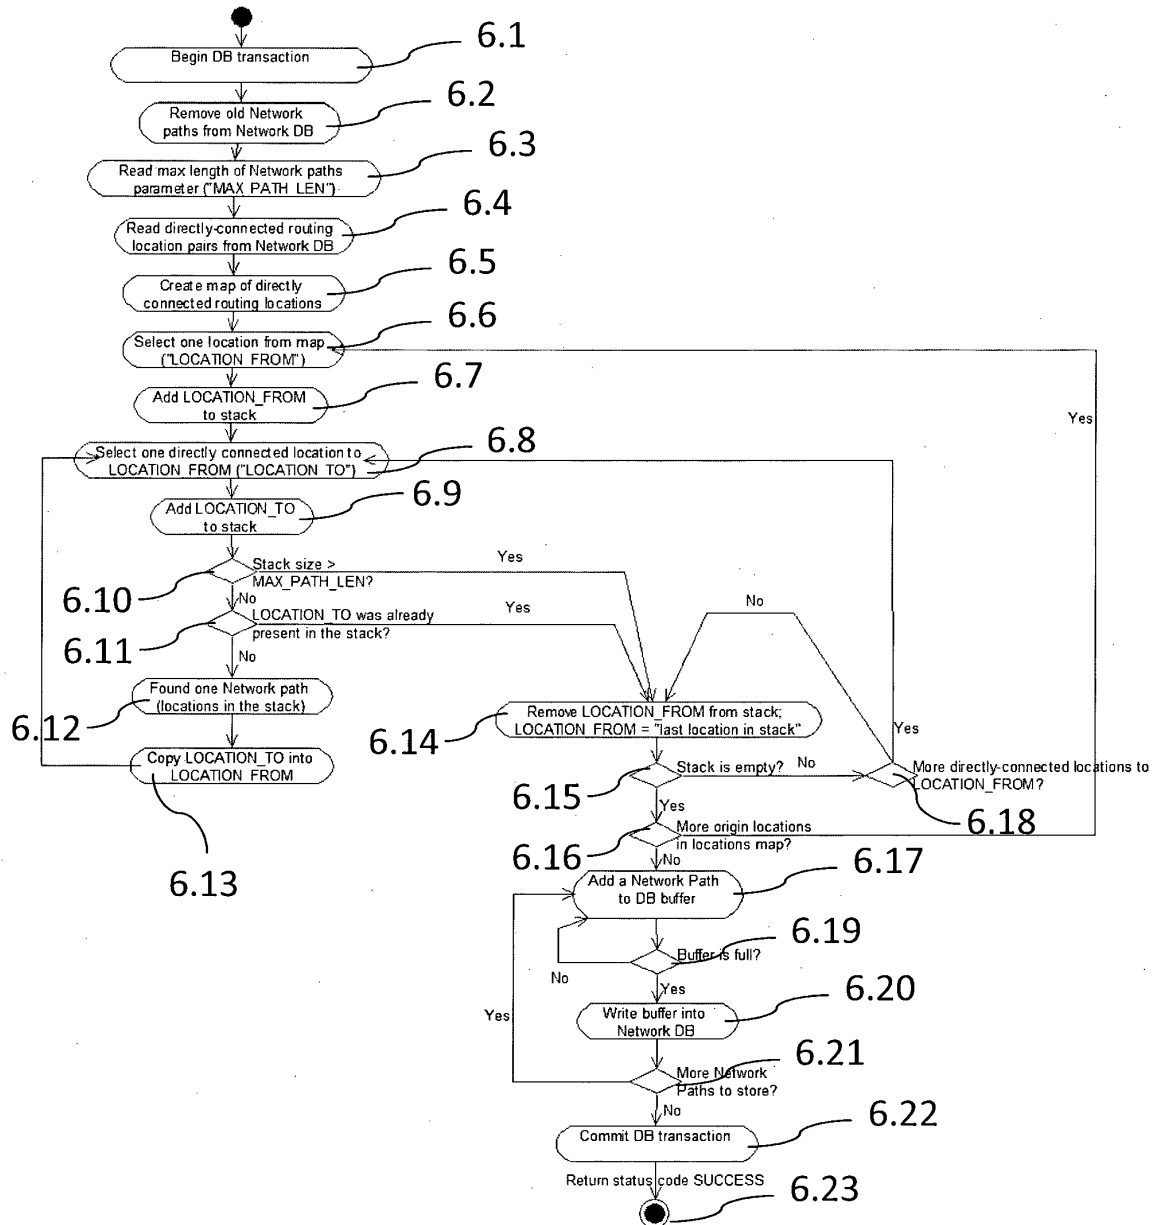 6.1
Begin DB transaction
6.2
Remove old Network
paths from Network DB
6.3
Read max length of Network paths
parameter ("MAX_PATH_LEN")
6.4
Read directly-connected routing
location pairs from Network DB
6.5
Create map of directly
connected routing locations
6.6
Select one location from map
("LOCATION_FROM")
6.7
Add LOCATION_FROM
to stack
Yes
6.8
Select one directly connected location to
LOCATION_FROM ("LOCATION_TO")
6.9
Add LOCATION_TO
to stack
Yes
Stack size >
MAX_PATH_LEN?
6.10
No
No
Yes
LOCATION_TO was already
present in the stack?
6.11
No
Found one Network path
(locations in the stack)
6.12
Remove LOCATION_FROM from stack;
LOCATION_FROM = "last location in stack"
6.14
Yes
Copy LOCATION_TO into
LOCATION_FROM
6.13
Stack is empty?
No
6.15
More directly-connected locations to
LOCATION_FROM?
6.18
Yes
More origin locations
in locations map?
6.16
No
6.17
Add a Network Path
to DB buffer
6.19
Buffer is full?
No
Yes
6.20
Write buffer into
Network DB
Yes
6.21
More Network
Paths to store?
No
6.22
Commit DB transaction
Return status code SUCCESS
6.23